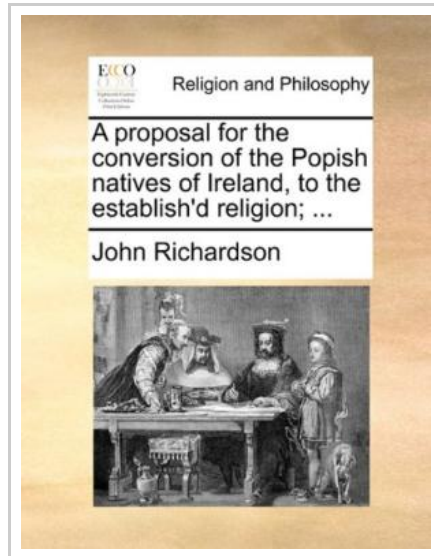 ECCO
Religion and Philosophy
A proposal for the
conversion of the Popish
natives of Ireland, to the
establish'd religion; ...
John Richardson